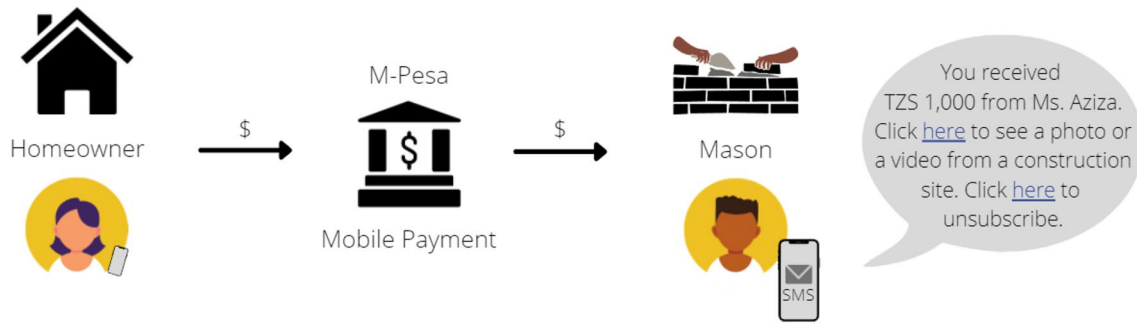 M-Pesa
$
$
$
Homeowner
Mason
Mobile Payment
SMS
You received
TZS 1,000 from Ms. Aziza.
Click here to see a photo or
a video from a construction
site. Click here to
unsubscribe.